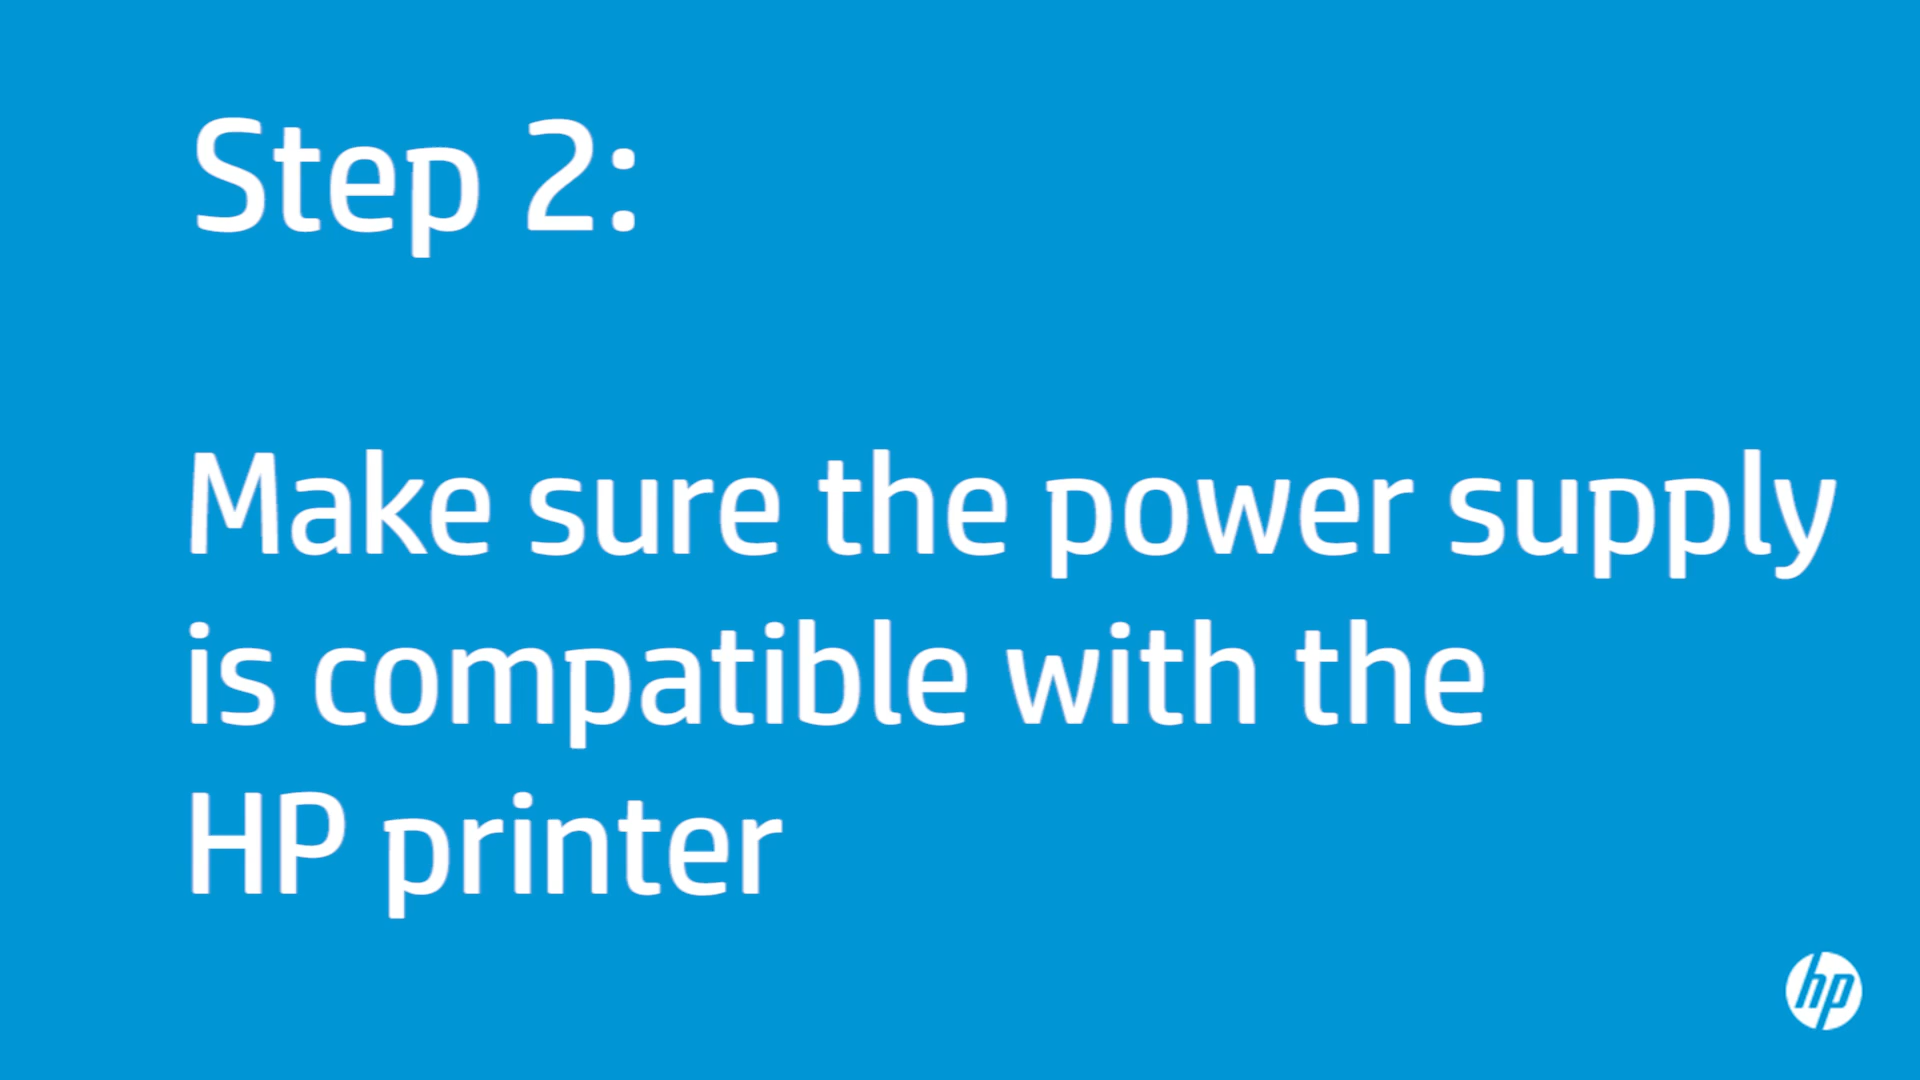 Step 2:
Make sure the power supply
is compatible with the
HP printer
hp